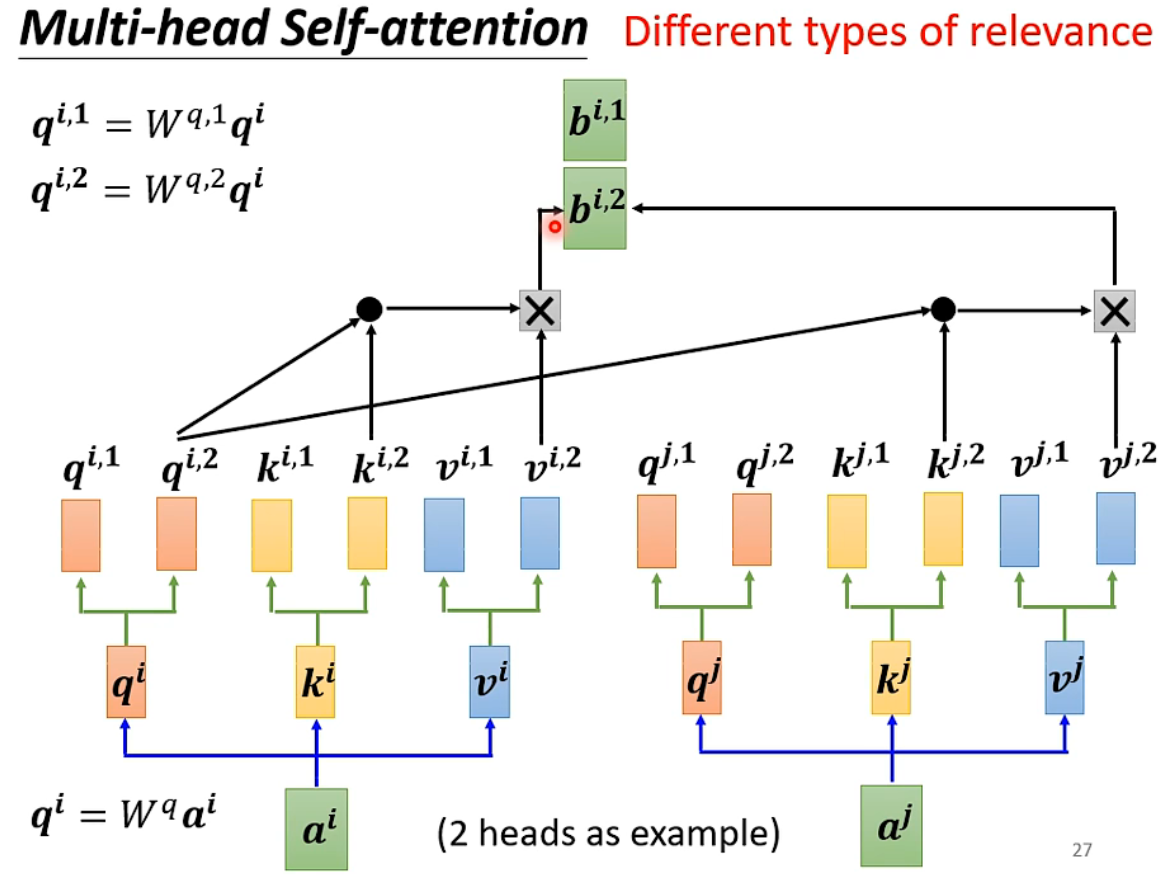 Multi-head Self-attention Different types of relevance
q^{i,1} = W^{q,1} q^i
b^{i,1}
q^{i,2} = W^{q,2} q^i
b^{i,2}
q^{i,1} q^{i,2} k^{i,1} k^{i,2} v^{i,1} v^{i,2} q^{j,1} q^{j,2} k^{j,1} k^{j,2} v^{j,1} v^{j,2}
q^i k^i v^i q^j k^j v^j
q^i = W^q a^i
a^i (2 heads as example) a^j
27